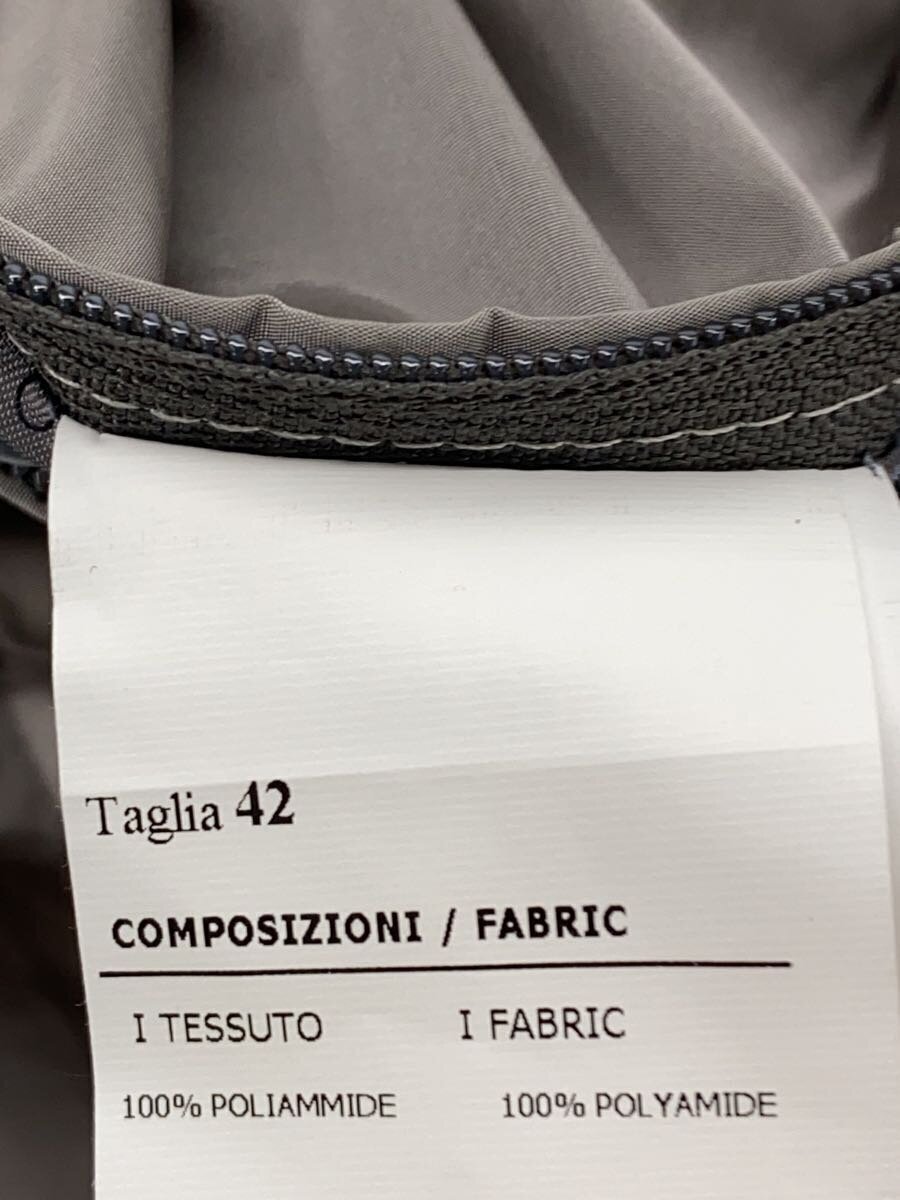 Taglia 42
COMPOSIZIONI / FABRIC
I TESSUTO I FABRIC
100% POLIAMMIDE 100% POLYAMIDE